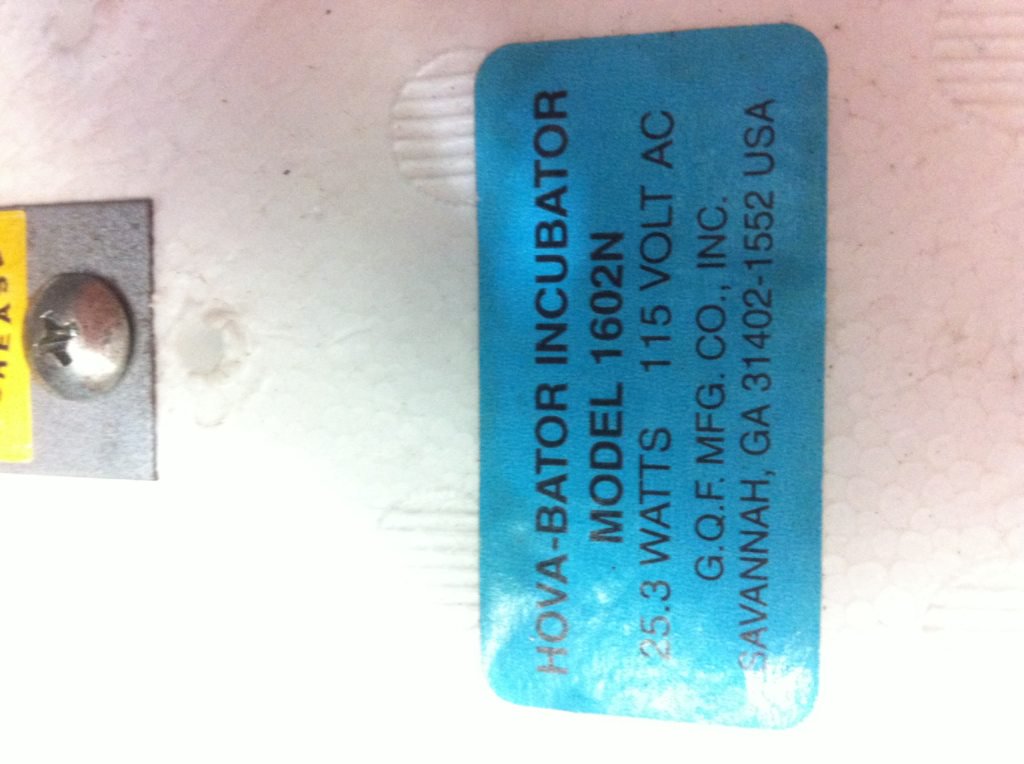 HOVA-BATOR INCUBATOR
MODEL 1602N
25.3 WATTS 115 VOLT AC
G.Q.F. MFG. CO., INC.
SAVANNAH, GA 31402-1552 USA